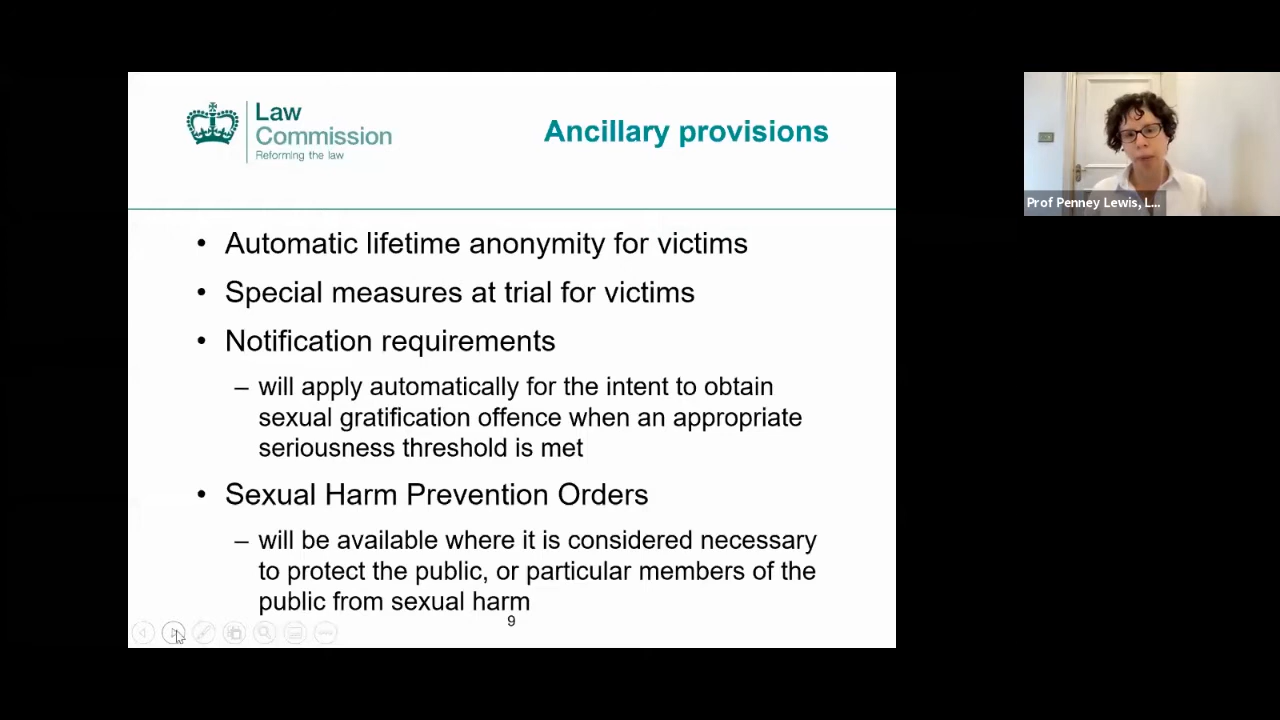 Law
Commission
Reforming the law
Ancillary provisions
• Automatic lifetime anonymity for victims
• Special measures at trial for victims
• Notification requirements
– will apply automatically for the intent to obtain
sexual gratification offence when an appropriate
seriousness threshold is met
• Sexual Harm Prevention Orders
– will be available where it is considered necessary
to protect the public, or particular members of the
public from sexual harm
9
Prof Penney Lewis, L...